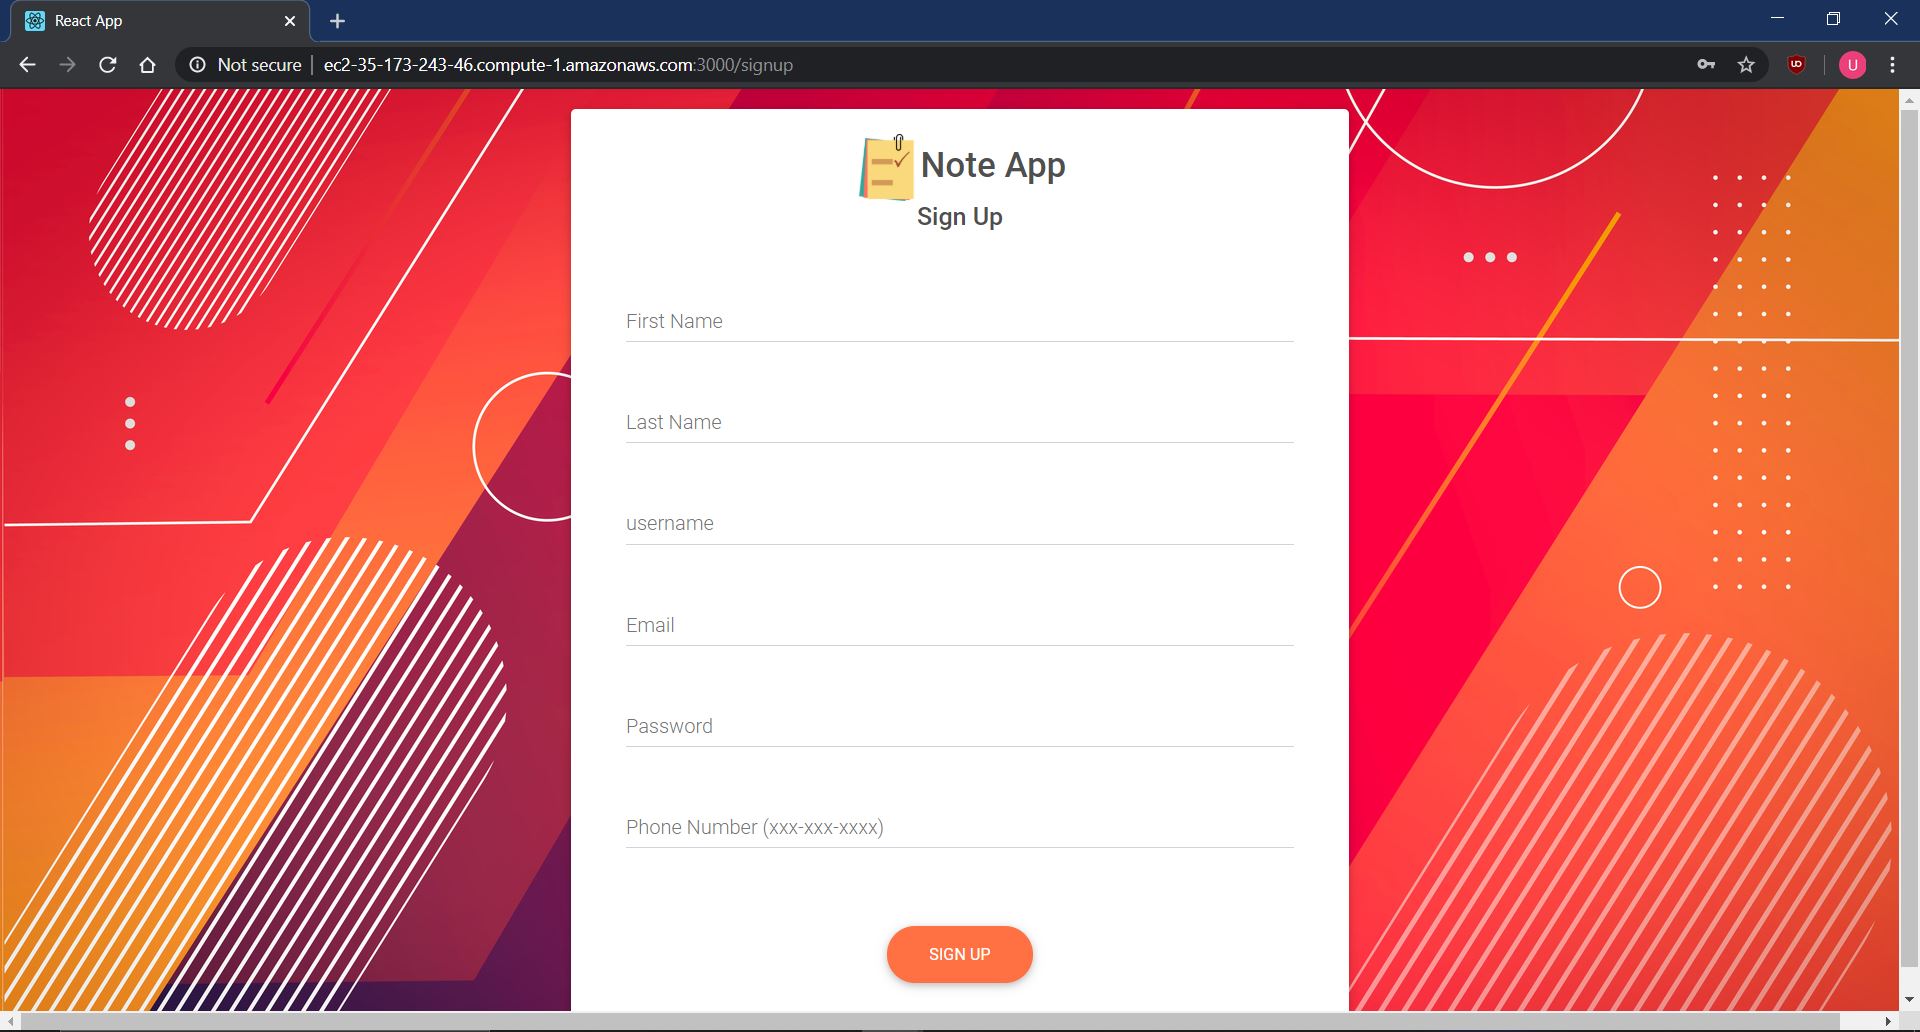 React App
Not secure
ec2-35-173-243-46.compute-1.amazonaws.com:3000/signup
U
Note App
Sign Up
First Name
Last Name
username
Email
Password
Phone Number (xxx-xxx-xxxx)
SIGN UP